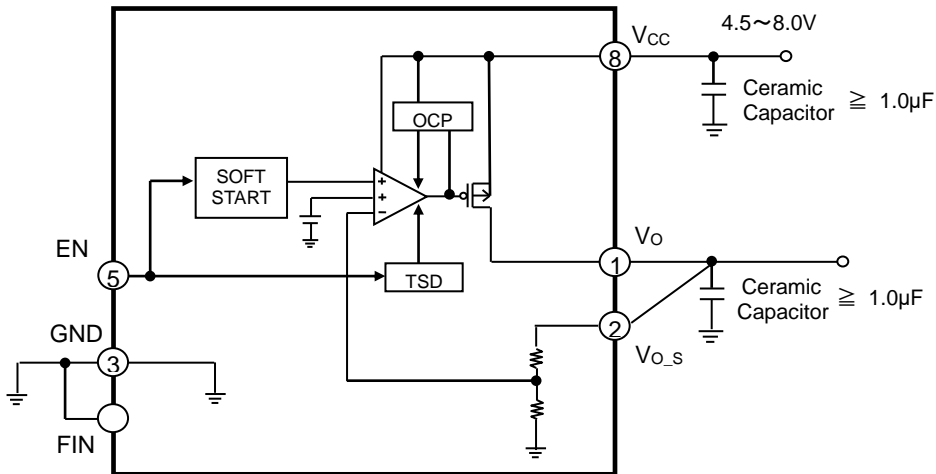 4.5～8.0V
VCC
8
Ceramic
Capacitor ≧ 1.0µF
OCP
SOFT
START
+
+
−
EN
5
TSD
VO
1
Ceramic
Capacitor ≧ 1.0µF
GND
3
2
VO_S
FIN